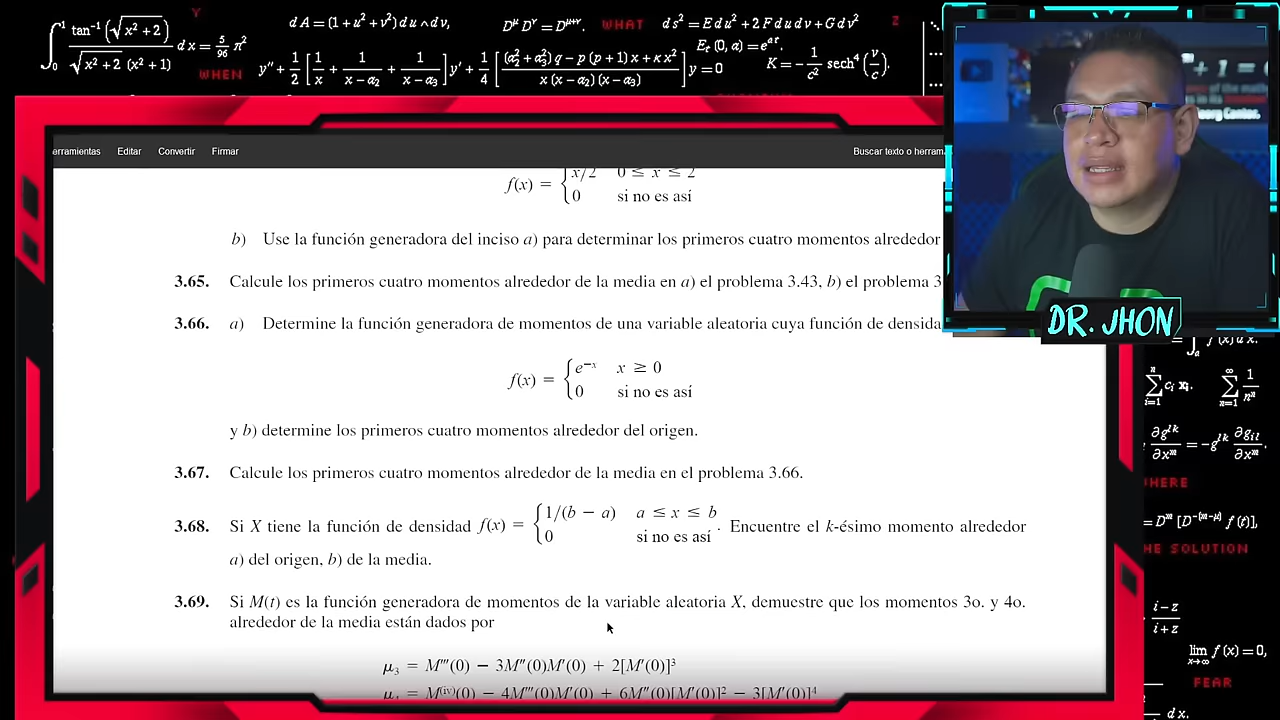 Y
WHAT
Z
WHEN
dA = (1+u²+v²) du∧dv,
D^μ D^ν = D^{μ+ν}.
ds² = E du² + 2F du dv + G dv²
∫₀¹ tan⁻¹(√(x²+2)) / (√(x²+2) (x²+1)) dx = 5/96 π²
y″ + 1/2 [1/x + 1/(x−a₂) + 1/(x−a₃)] y′ + 1/4 [((a₂²+a₃²) q − p(p+1) x + κx²) / (x(x−a₂)(x−a₃))] y = 0
K = −1/c² sech⁴(v/c).
erramientas Editar Convertir Firmar Buscar texto o herram
f(x) = { x/2 0 ≤ x ≤ 2
0 si no es así
b) Use la función generadora del inciso a) para determinar los primeros cuatro momentos alrededor
3.65. Calcule los primeros cuatro momentos alrededor de la media en a) el problema 3.43, b) el problema 3
3.66. a) Determine la función generadora de momentos de una variable aleatoria cuya función de densida
f(x) = { e⁻ˣ x ≥ 0
0 si no es así
y b) determine los primeros cuatro momentos alrededor del origen.
3.67. Calcule los primeros cuatro momentos alrededor de la media en el problema 3.66.
3.68. Si X tiene la función de densidad f(x) = { 1/(b − a) a ≤ x ≤ b
0 si no es así . Encuentre el k-ésimo momento alrededor
a) del origen, b) de la media.
3.69. Si M(t) es la función generadora de momentos de la variable aleatoria X, demuestre que los momentos 3o. y 4o.
alrededor de la media están dados por
μ₃ = M‴(0) − 3M″(0)M′(0) + 2[M′(0)]³
M⁽ⁱᵛ⁾(0) − 4M‴(0)M′(0) + 6M″(0)[M′(0)]² − 3[M′(0)]⁴
DR. JHON
HERE
HE SOLUTION
= D^m [D^{−(m−μ)} f(t)],
i−z
i+z
lim x→∞ f(x) = 0,
FEAR
dx.